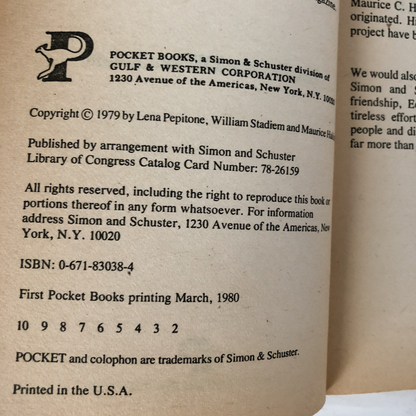 POCKET BOOKS, a Simon & Schuster division of
GULF & WESTERN CORPORATION
1230 Avenue of the Americas, New York, N.Y. 10020
Copyright © 1979 by Lena Pepitone, William Stadiem and Maurice
Published by arrangement with Simon and Schuster
Library of Congress Catalog Card Number: 78-26159
All rights reserved, including the right to reproduce this book or
portions thereof in any form whatsoever. For information
address Simon and Schuster, 1230 Avenue of the Americas, New
York, N.Y. 10020
ISBN: 0-671-83038-4
First Pocket Books printing March, 1980
10 9 8 7 6 5 4 3 2
POCKET and colophon are trademarks of Simon & Schuster.
Printed in the U.S.A.
Maurice C. H
originated. Hi
project have b
We would also
Simon and S
friendship, Ed
tireless effort
people and di
far more than